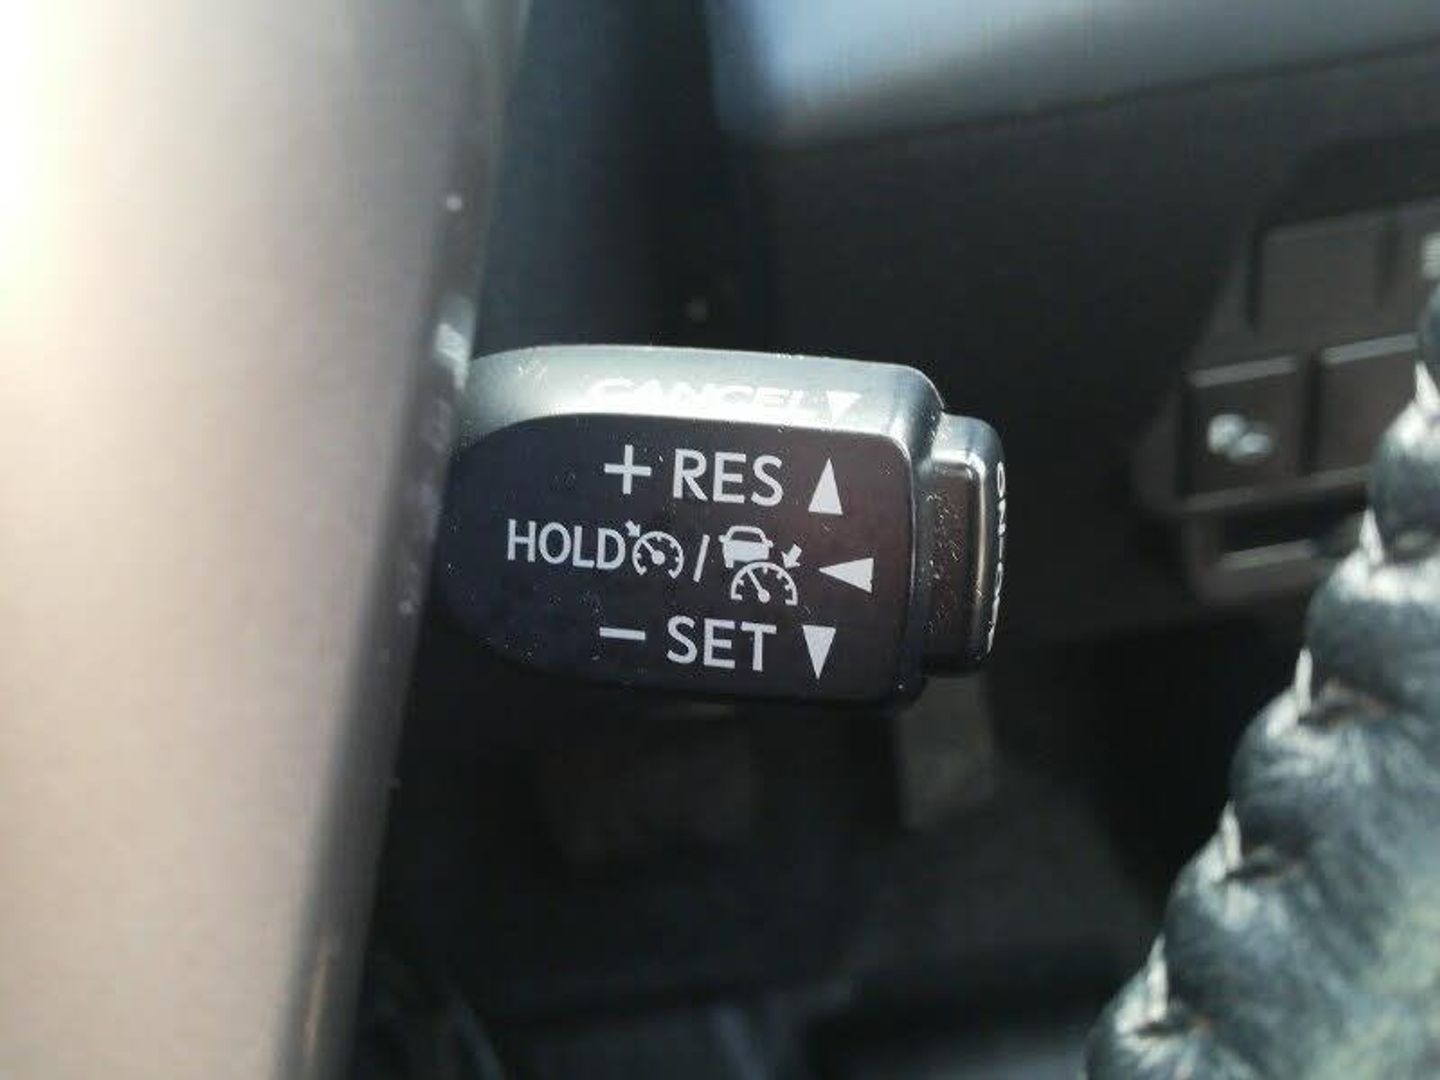 CANCEL
+ RES
HOLD /
- SET
ON-OFF